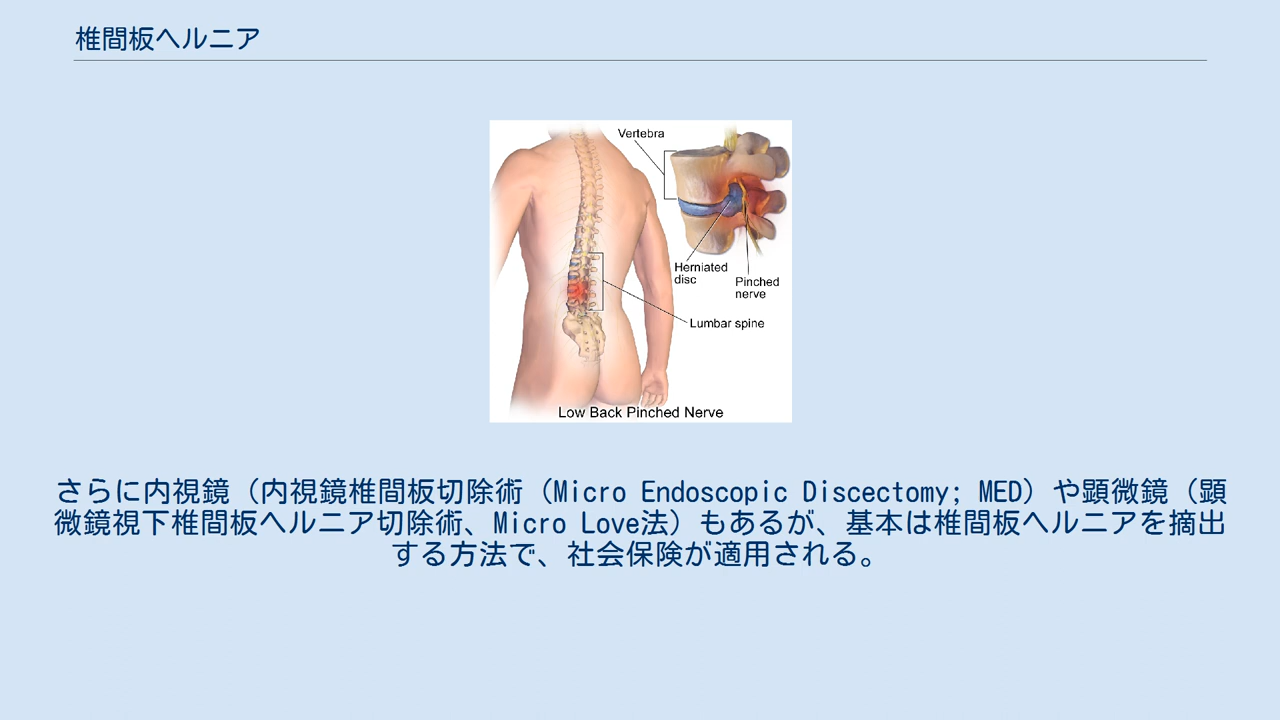 椎間板ヘルニア
Vertebra
Herniated
disc
Pinched
nerve
Lumbar spine
Low Back Pinched Nerve
さらに内視鏡（内視鏡椎間板切除術（Micro Endoscopic Discectomy; MED）や顕微鏡（顕
微鏡視下椎間板ヘルニア切除術、Micro Love法）もあるが、基本は椎間板ヘルニアを摘出
する方法で、社会保険が適用される。